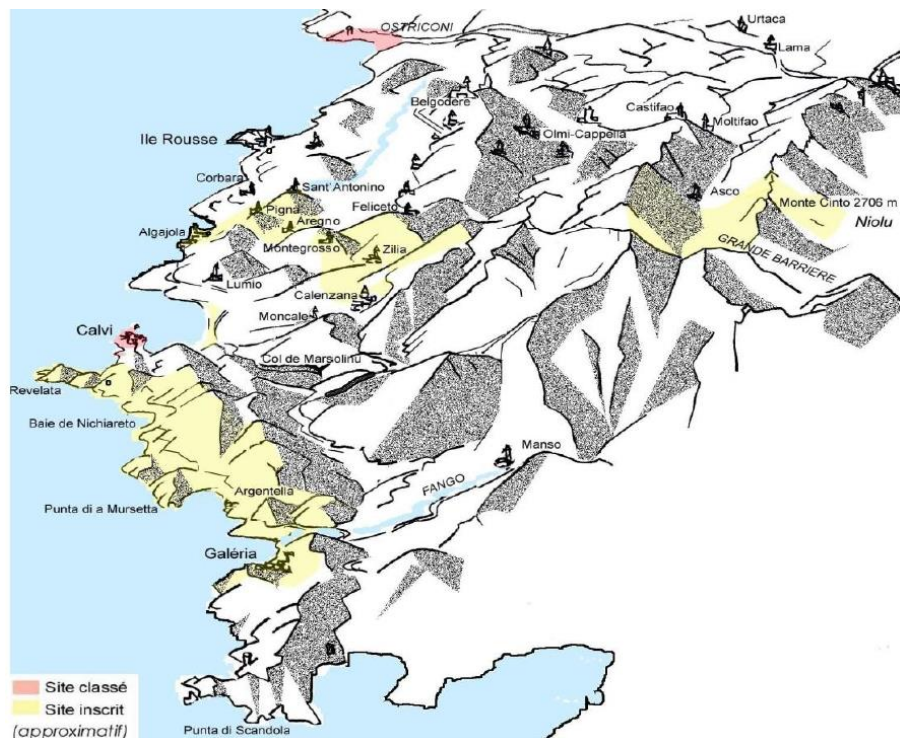 OSTRICONI
Urtaca
Lama
Belgodère
Castifao
Moltifao
Olmi-Cappella
Ile Rousse
Corbara
Sant'Antonino
Asco
Pigna
Feliceto
Monte Cinto 2706 m
Aregno
Niolu
Algajola
Montegrosso
Zilia
GRANDE BARRIERE
Lumio
Calenzana
Moncale
Calvi
Col de Marsolinu
Revelata
Baie de Nichiareto
Manso
FANGO
Argentella
Punta di a Mursetta
Galéria
Site classé
Site inscrit
(approximatif)
Punta di Scandola